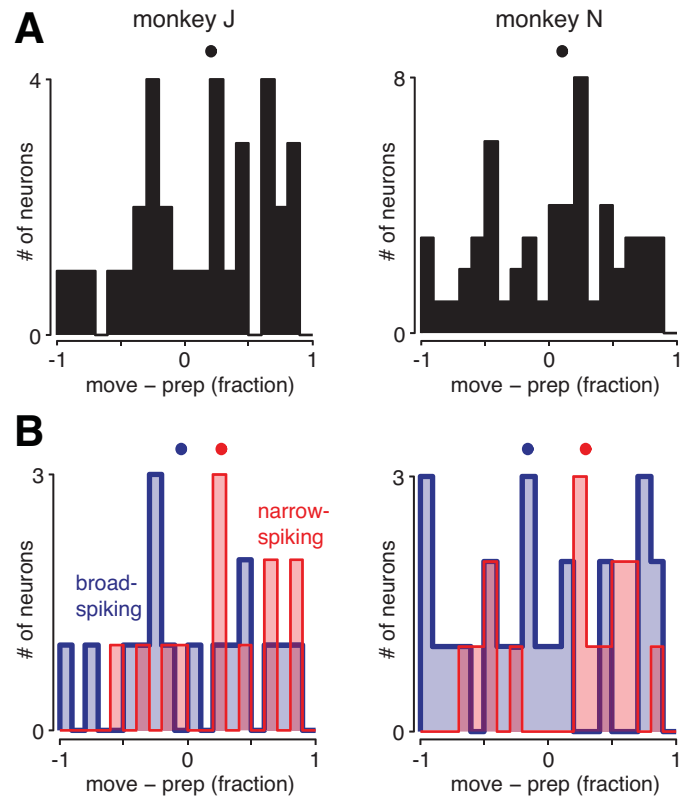 A
monkey J
monkey N
4
0
# of neurons
-1
0
1
move – prep (fraction)
8
0
# of neurons
-1
0
1
move – prep (fraction)
B
3
0
# of neurons
broad-
spiking
narrow-
spiking
-1
0
1
move – prep (fraction)
3
0
# of neurons
-1
0
1
move – prep (fraction)